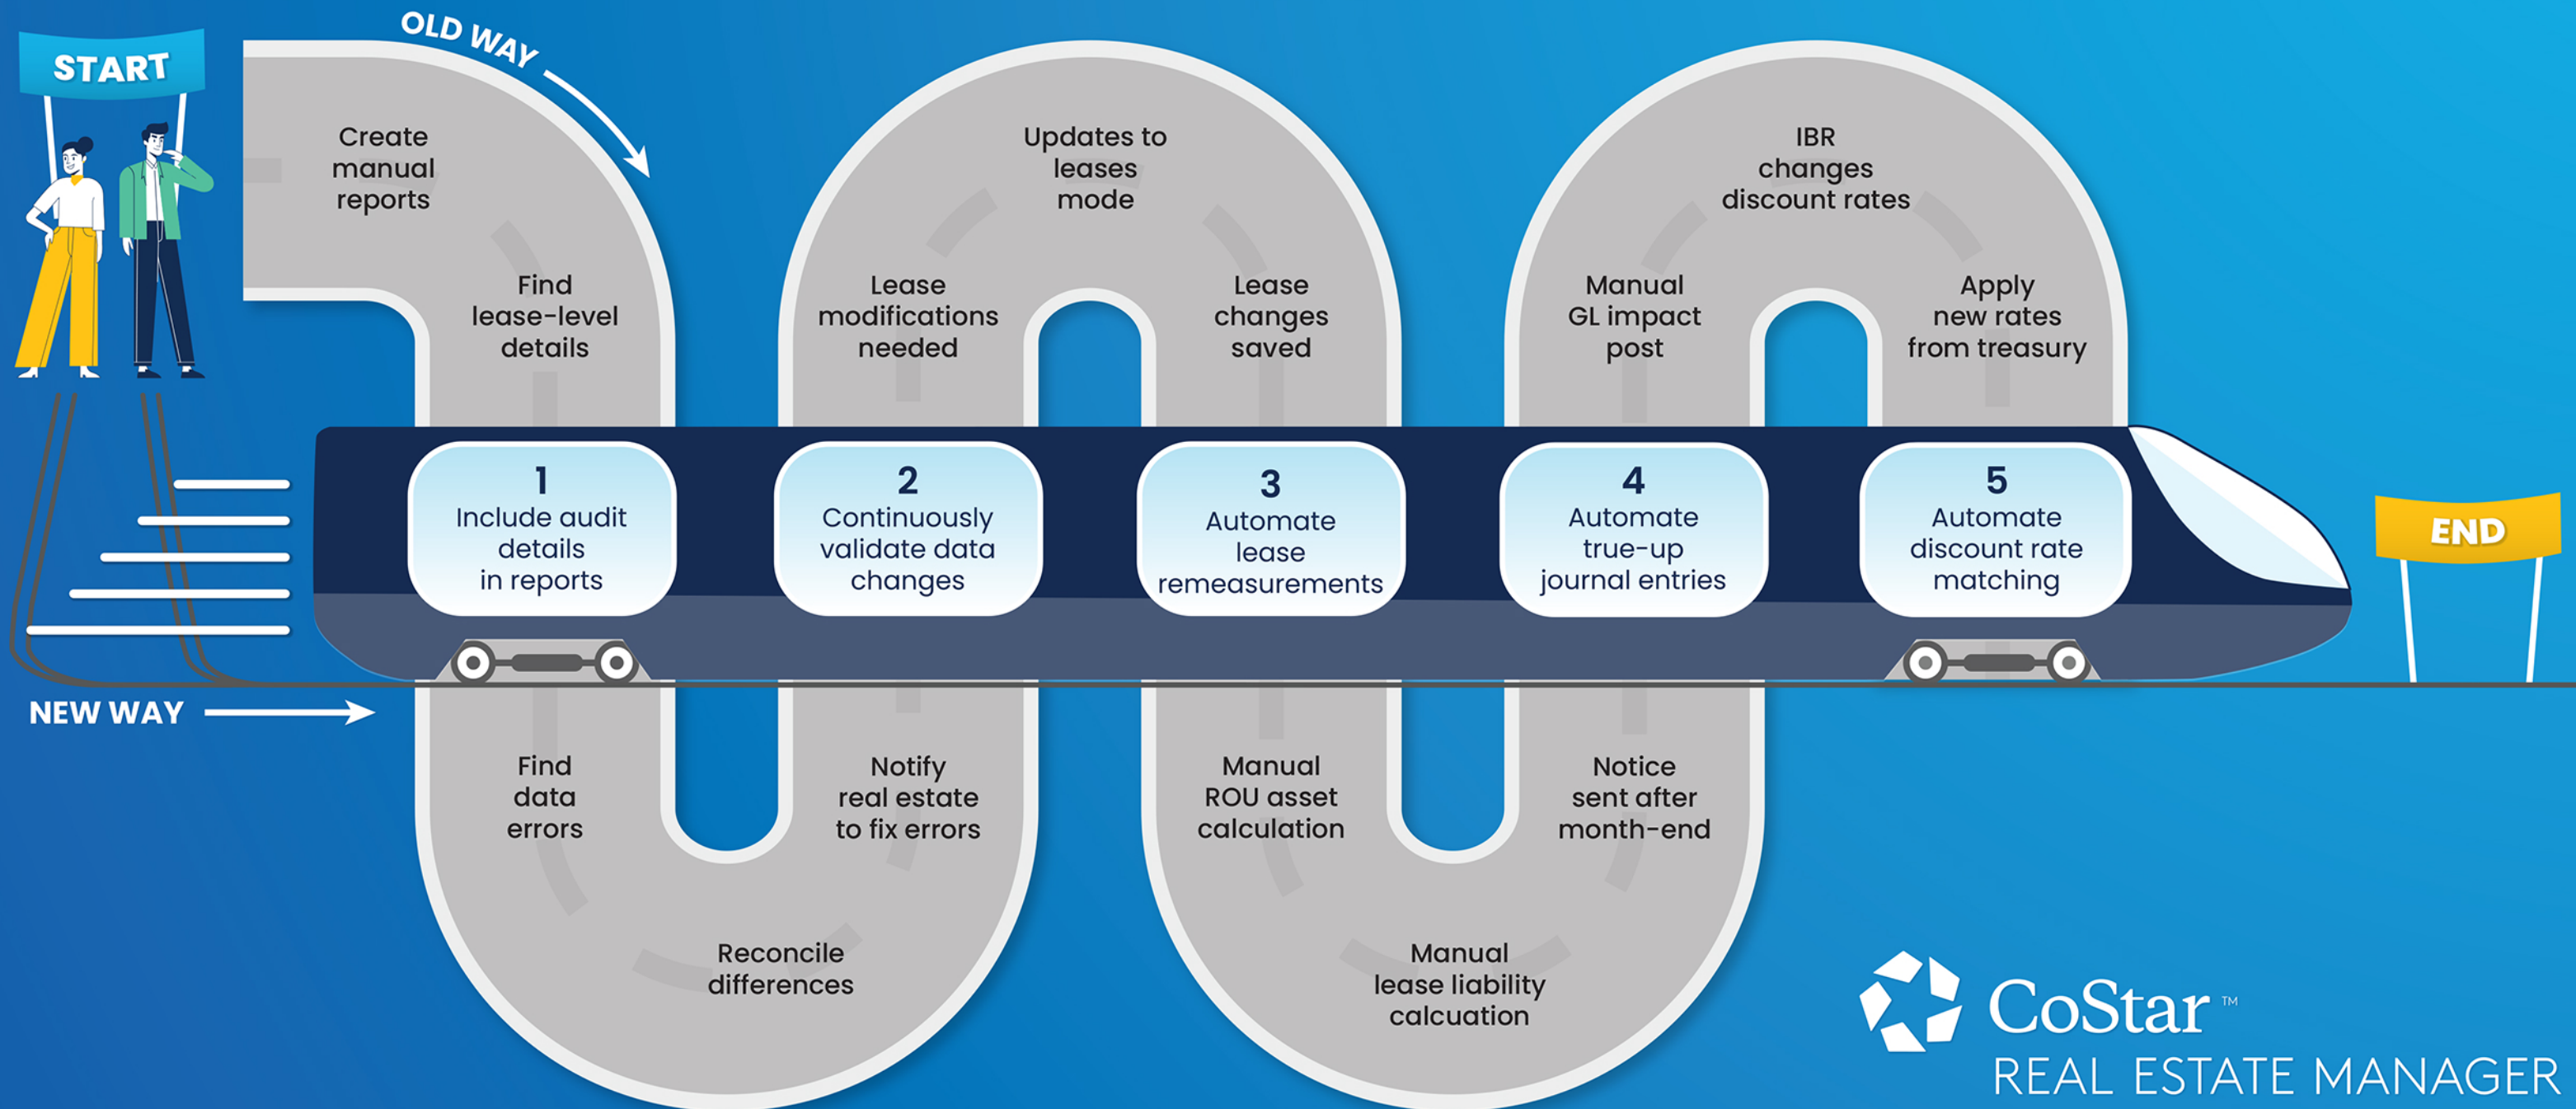 START
OLD WAY
Create
manual
reports
Find
lease-level
details
Find
data
errors
Reconcile
differences
Notify
real estate
to fix errors
Lease
modifications
needed
Updates to
leases
mode
Lease
changes
saved
Manual
ROU asset
calculation
Manual
lease liability
calcuation
Notice
sent after
month-end
Manual
GL impact
post
IBR
changes
discount rates
Apply
new rates
from treasury
1
Include audit
details
in reports
2
Continuously
validate data
changes
3
Automate
lease
remeasurements
4
Automate
true-up
journal entries
5
Automate
discount rate
matching
END
NEW WAY
CoStar™
REAL ESTATE MANAGER